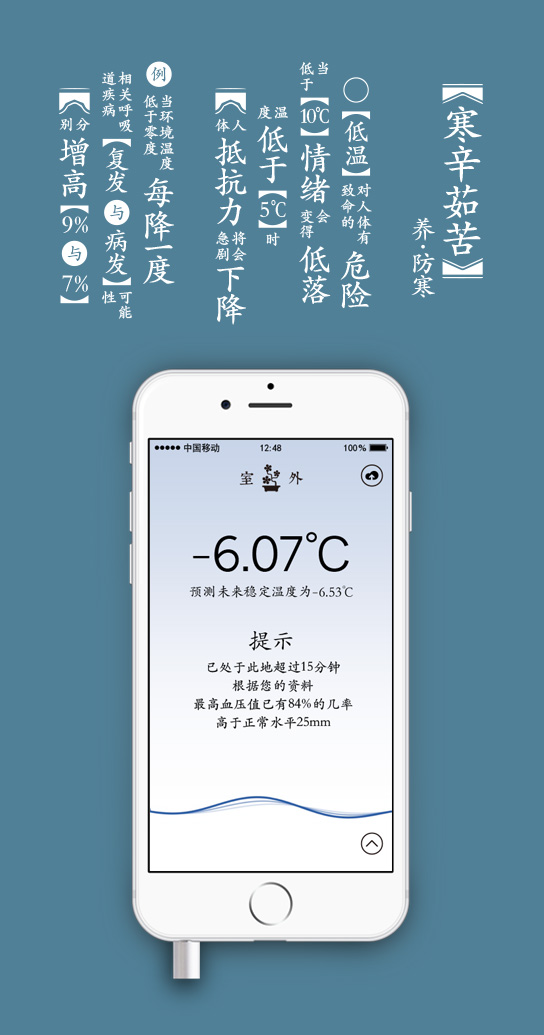 【寒辛茹苦】
养·防寒
〇【低温】对人体有致命的危险
当低于【10℃】情绪会变得低落
温度低于【5℃】时
【人体抵抗力将会急剧下降
例 当环境温度低于零度 每降一度
相关呼吸道疾病【复发与病发】可能性
【分别增高【9%与7%】
中国移动 12:48 100%
室 外
-6.07℃
预测未来稳定温度为-6.53℃
提示
已处于此地超过15分钟
根据您的资料
最高血压值已有84%的几率
高于正常水平25mm